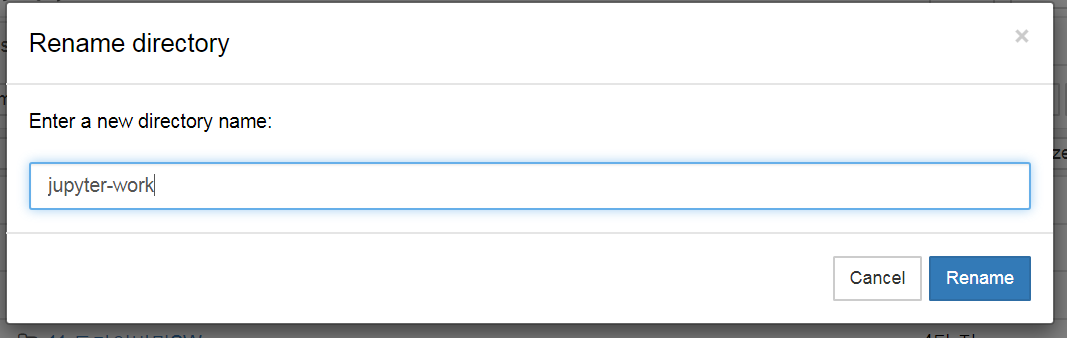 Rename directory
×
Enter a new directory name:
jupyter-work
Cancel
Rename